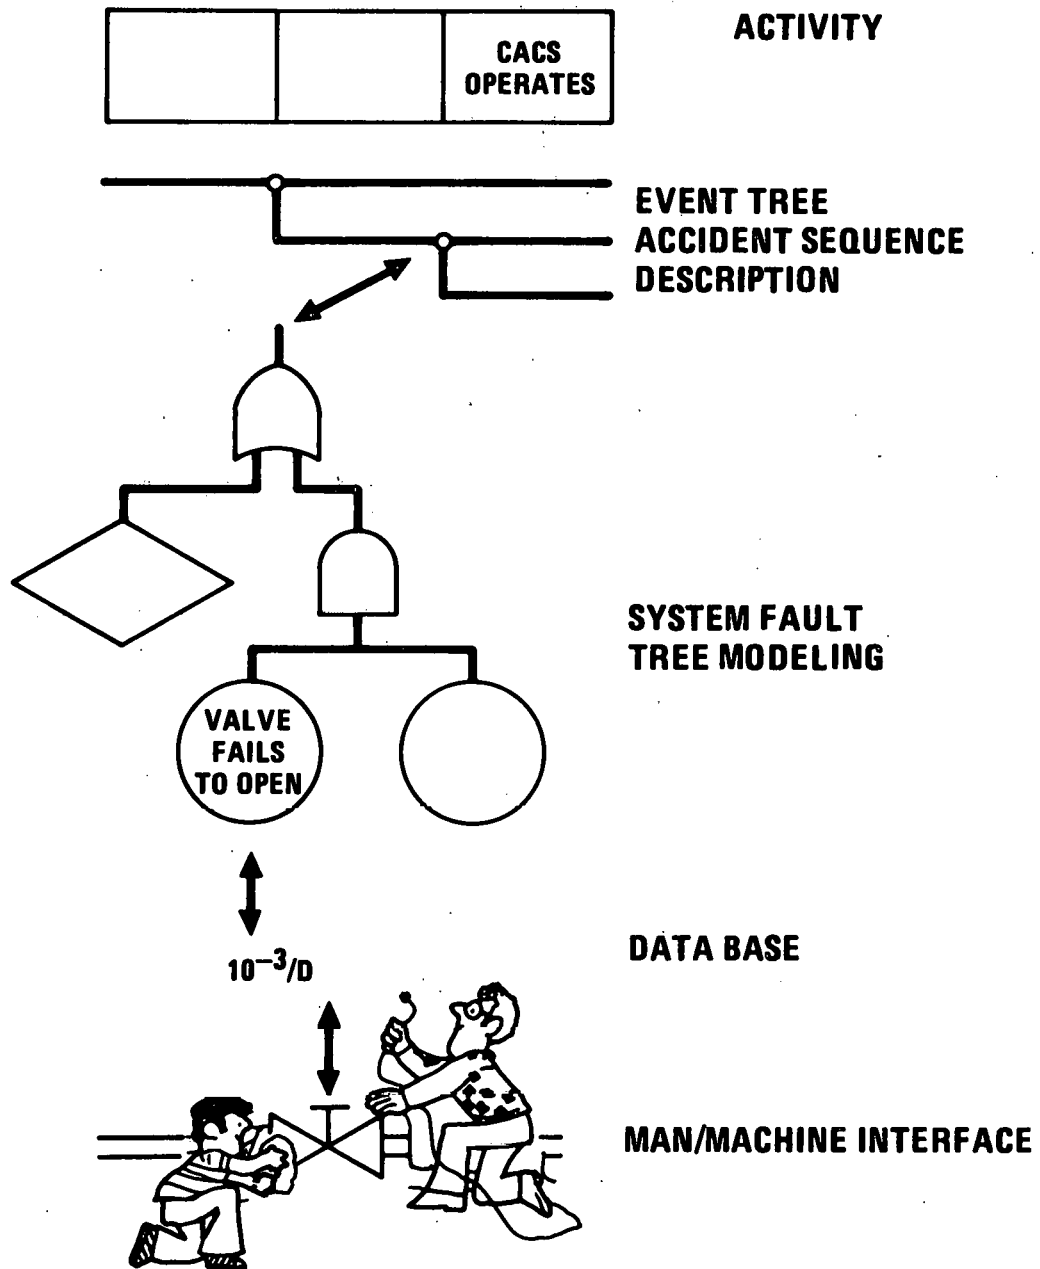 ACTIVITY
CACS
OPERATES
EVENT TREE
ACCIDENT SEQUENCE
DESCRIPTION
SYSTEM FAULT
TREE MODELING
VALVE
FAILS
TO OPEN
DATA BASE
10⁻³/D
MAN/MACHINE INTERFACE